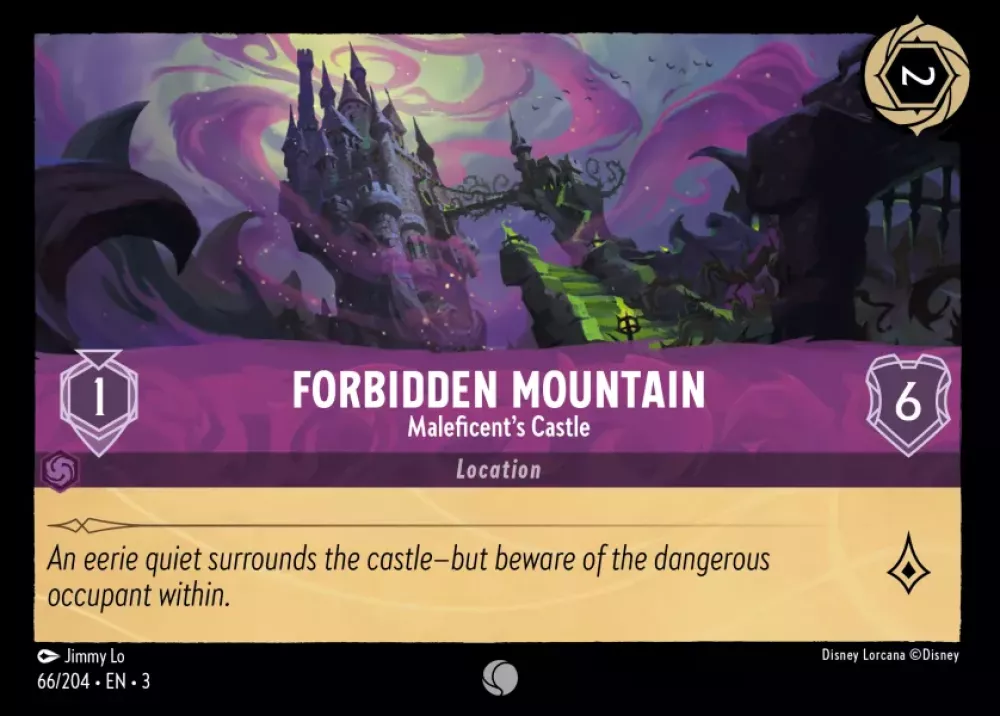 2
1
FORBIDDEN MOUNTAIN
6
Maleficent's Castle
Location
An eerie quiet surrounds the castle–but beware of the dangerous
occupant within.
Jimmy Lo
Disney Lorcana ©Disney
66/204 • EN • 3